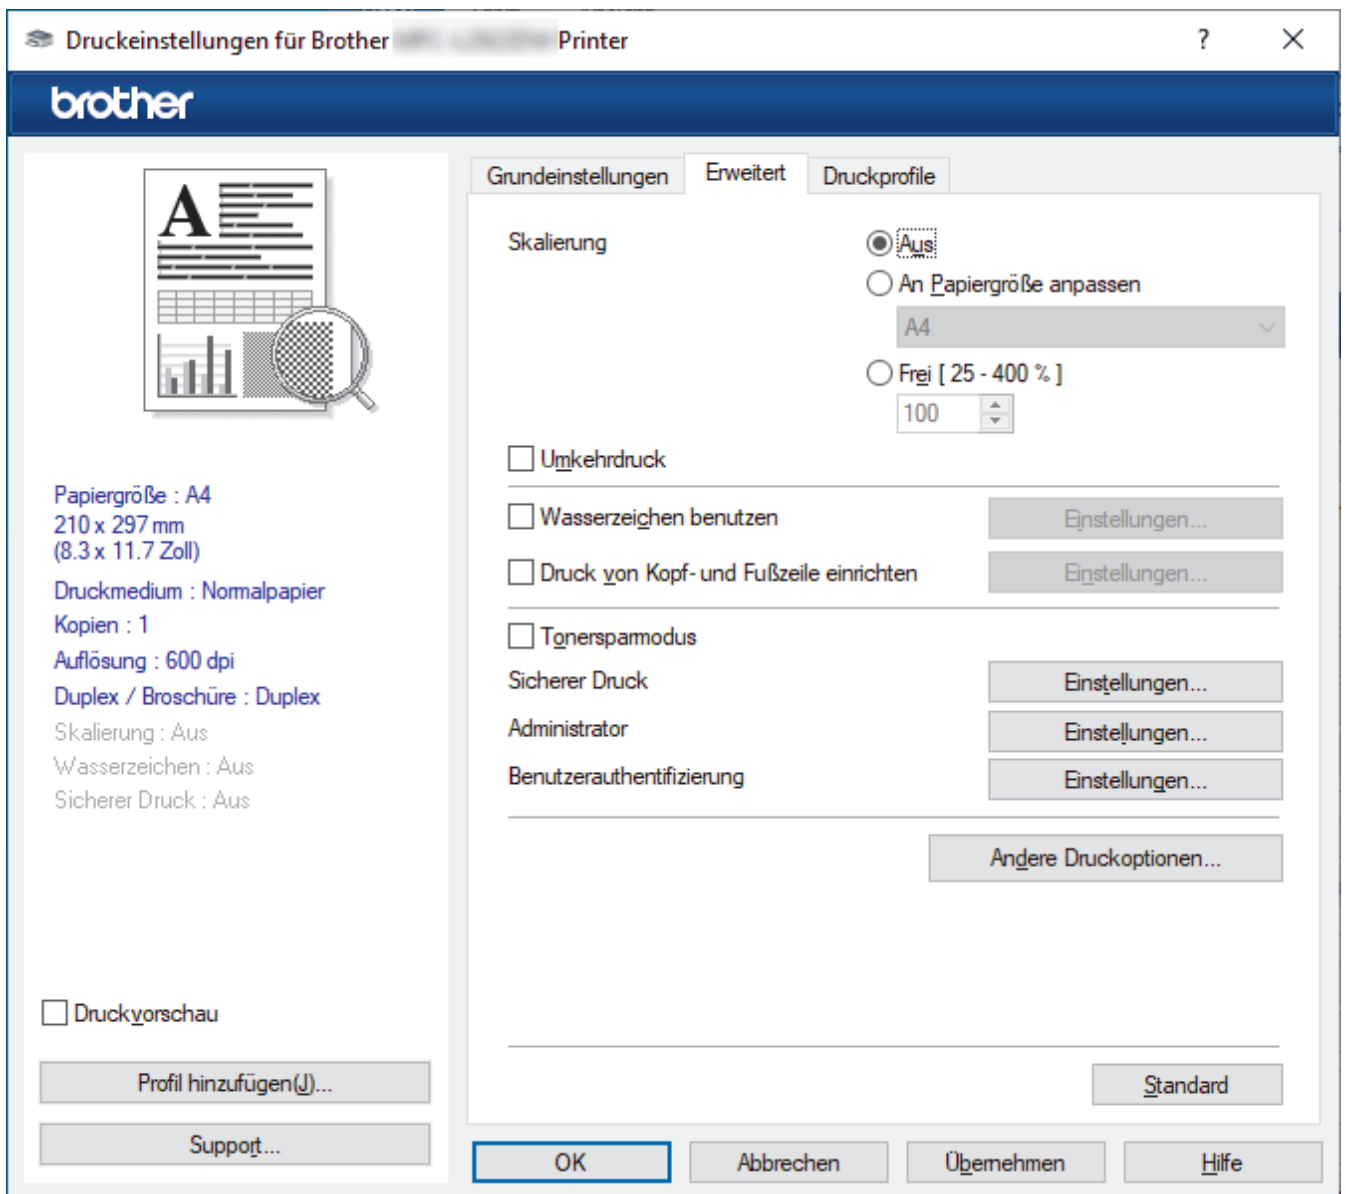 Druckeinstellungen für Brother Printer
brother
Grundeinstellungen Erweitert Druckprofile
A
Papiergröße : A4
210 x 297 mm
(8.3 x 11.7 Zoll)
Druckmedium : Normalpapier
Kopien : 1
Auflösung : 600 dpi
Duplex / Broschüre : Duplex
Skalierung : Aus
Wasserzeichen : Aus
Sicherer Druck : Aus
Druckvorschau
Profil hinzufügen(J)...
Support...
Skalierung
Aus
An Papiergröße anpassen
A4
Frei [ 25 - 400 % ]
100
Umkehrdruck
Wasserzeichen benutzen Einstellungen...
Druck von Kopf- und Fußzeile einrichten Einstellungen...
Tonersparmodus
Sicherer Druck Einstellungen...
Administrator Einstellungen...
Benutzerauthentifizierung Einstellungen...
Andere Druckoptionen...
Standard
OK Abbrechen Übernehmen Hilfe